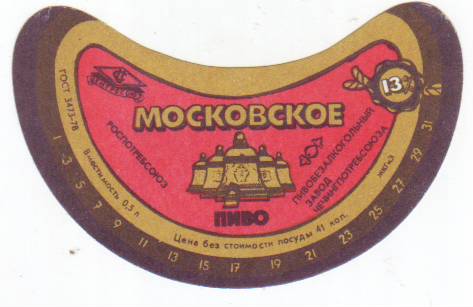 ГОСТ 3473-78
13%
МОСКОВСКОЕ
РОСПОТРЕБСОЮЗ
ПИВОБЕЗАЛКОГОЛЬНЫЙ
ЗАВОД
ПИВО
Вместимость 0,5 л
Цена без стоимости посуды 41 коп.
1 3 5 7 9 11 13 15 17 19 21 23 25 27 29 31